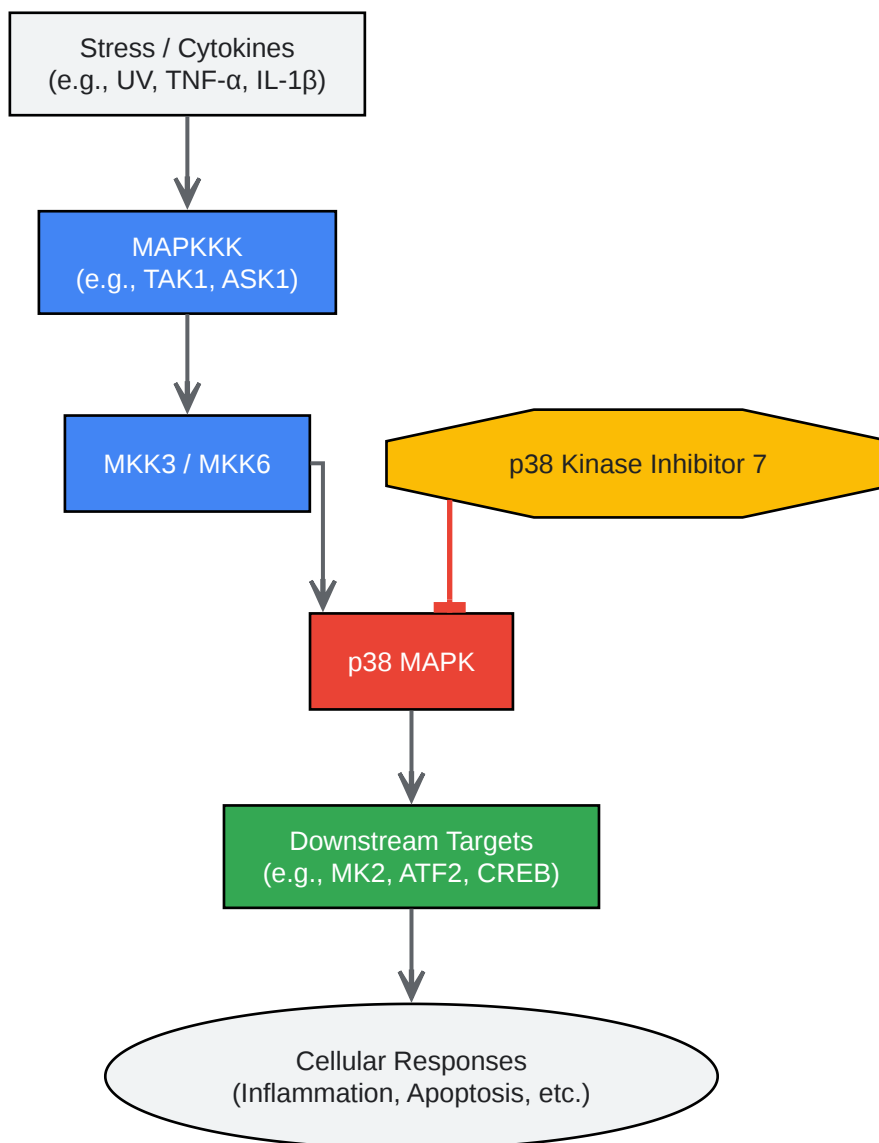 Stress / Cytokines
(e.g., UV, TNF-α, IL-1β)
MAPKKK
(e.g., TAK1, ASK1)
MKK3 / MKK6
p38 Kinase Inhibitor 7
p38 MAPK
Downstream Targets
(e.g., MK2, ATF2, CREB)
Cellular Responses
(Inflammation, Apoptosis, etc.)